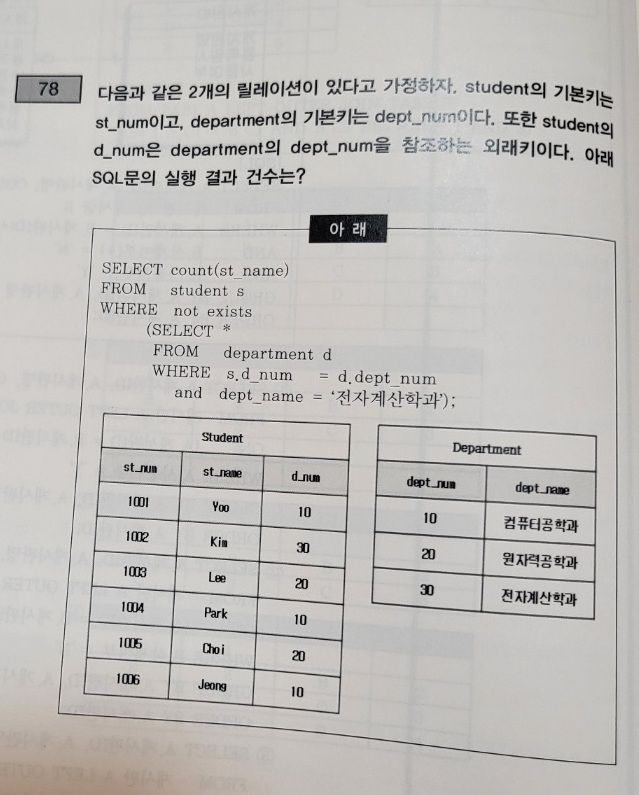 78
다음과 같은 2개의 릴레이션이 있다고 가정하자. student의 기본키는
st_num이고, department의 기본키는 dept_num이다. 또한 student의
d_num은 department의 dept_num을 참조하는 외래키이다. 아래
SQL문의 실행 결과 건수는?
아 래
SELECT count(st_name)
FROM student s
WHERE not exists
(SELECT *
FROM department d
WHERE s.d_num = d.dept_num
and dept_name = ‘전자계산학과’);
Student
st_num st_name d_num
1001 Yoo 10
1002 Kim 30
1003 Lee 20
1004 Park 10
1005 Choi 20
1006 Jeong 10
Department
dept_num dept_name
10 컴퓨터공학과
20 원자력공학과
30 전자계산학과